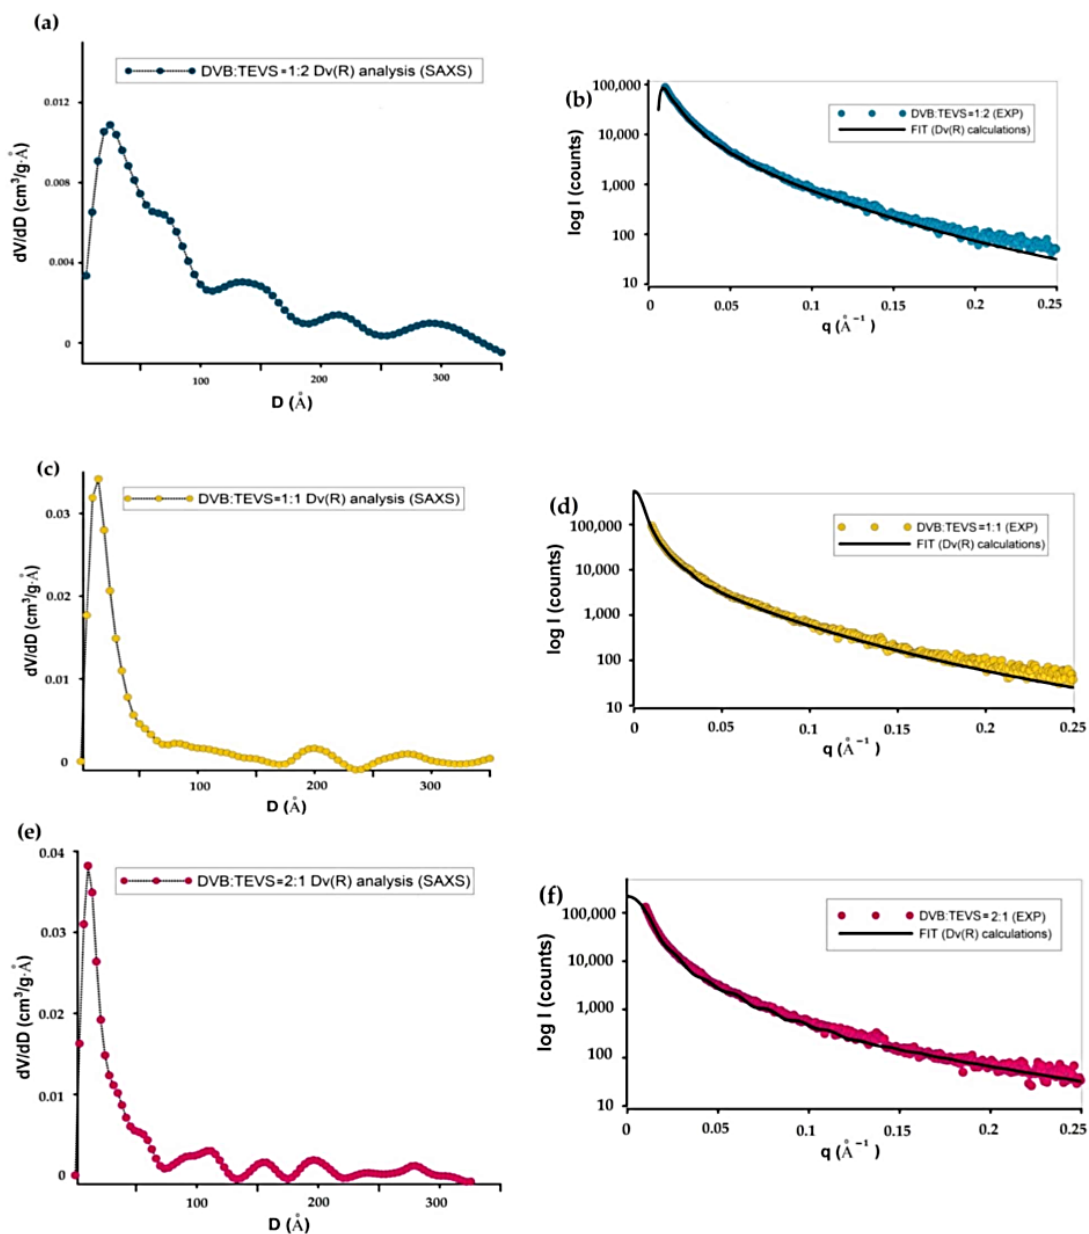 (a)
DVB:TEVS=1:2 Dv(R) analysis (SAXS)
dV/dD (cm³/g·Å)
0.012
0.008
0.004
0
100
200
300
D (Å)
(b)
DVB:TEVS=1:2 (EXP)
FIT (Dv(R) calculations)
log I (counts)
100,000
10,000
1,000
100
10
0
0.05
0.1
0.15
0.2
0.25
q (Å⁻¹)
(c)
DVB:TEVS=1:1 Dv(R) analysis (SAXS)
dV/dD (cm³/g·Å)
0.03
0.02
0.01
0
100
200
300
D (Å)
(d)
DVB:TEVS=1:1 (EXP)
FIT (Dv(R) calculations)
log I (counts)
100,000
10,000
1,000
100
10
0
0.05
0.1
0.15
0.2
0.25
q (Å⁻¹)
(e)
DVB:TEVS=2:1 Dv(R) analysis (SAXS)
dV/dD (cm³/g·Å)
0.04
0.03
0.02
0.01
0
100
200
300
D (Å)
(f)
DVB:TEVS=2:1 (EXP)
FIT (Dv(R) calculations)
log I (counts)
100,000
10,000
1,000
100
10
0
0.05
0.1
0.15
0.2
0.25
q (Å⁻¹)